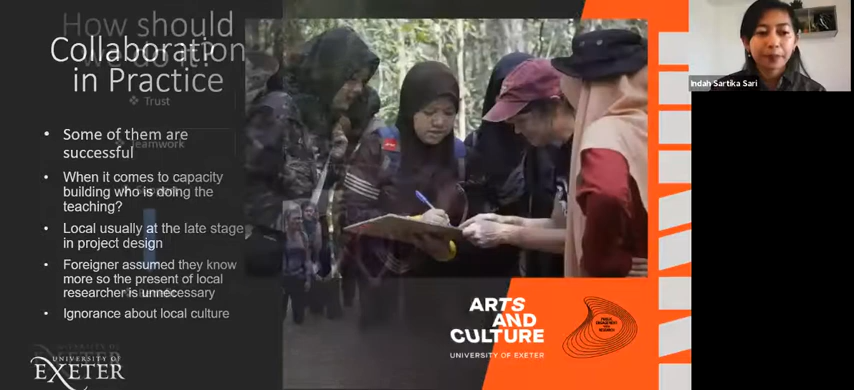 How should
we do it?
Collaboration
in Practice
❖ Trust
Teamwork
• Some of them are
successful
• When it comes to capacity
building who is doing the
teaching?
• Local usually at the late stage
in project design
• Foreigner assumed they know
more so the present of local
researcher is unnecessary
• Ignorance about local culture
UNIVERSITY OF
EXETER
ARTS
AND
CULTURE
UNIVERSITY OF EXETER
Indah Sartika Sari